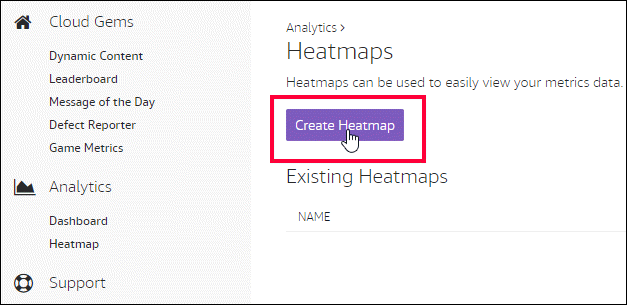 Cloud Gems
Dynamic Content
Leaderboard
Message of the Day
Defect Reporter
Game Metrics
Analytics
Dashboard
Heatmap
Support
Analytics >
Heatmaps
Heatmaps can be used to easily view your metrics data.
Create Heatmap
Existing Heatmaps
NAME